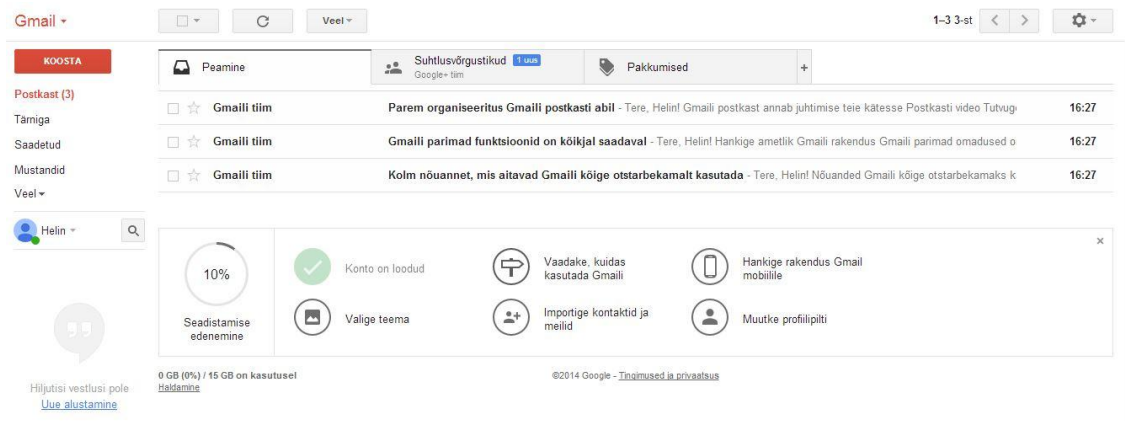 Gmail
Veel
1–3 3-st
KOOSTA
Postkast (3)
Tärniga
Saadetud
Mustandid
Veel
Helin
Hiljutisi vestlusi pole
Uue alustamine
Peamine
Suhtlusvõrgustikud 1 uus
Google+ tiim
Pakkumised
+
Gmaili tiim Parem organiseeritus Gmaili postkasti abil - Tere, Helin! Gmaili postkast annab juhtimise teie kätesse Postkasti video Tutvug 16:27
Gmaili tiim Gmaili parimad funktsioonid on kõikjal saadaval - Tere, Helin! Hankige ametlik Gmaili rakendus Gmaili parimad omadused o 16:27
Gmaili tiim Kolm nõuannet, mis aitavad Gmaili kõige otstarbekamalt kasutada - Tere, Helin! Nõuanded Gmaili kõige otstarbekamaks k 16:27
10%
Seadistamise
edenemine
Konto on loodud
Vaadake, kuidas
kasutada Gmaili
Hankige rakendus Gmail
mobiilile
Valige teema
Importige kontaktid ja
meilid
Muutke profiilipilti
0 GB (0%) / 15 GB on kasutusel
Haldamine
©2014 Google - Tingimused ja privaatsus